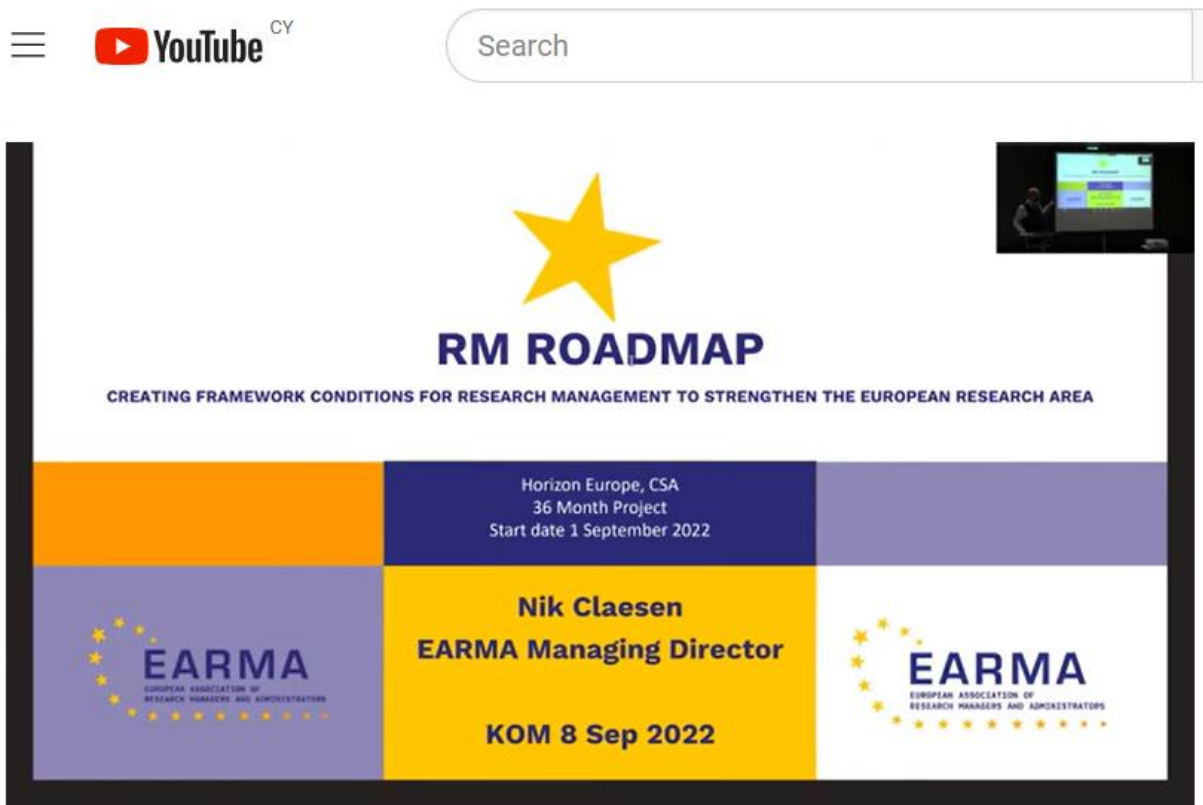 YouTube CY
Search
RM ROADMAP
CREATING FRAMEWORK CONDITIONS FOR RESEARCH MANAGEMENT TO STRENGTHEN THE EUROPEAN RESEARCH AREA
Horizon Europe, CSA
36 Month Project
Start date 1 September 2022
EARMA
EUROPEAN ASSOCIATION OF
RESEARCH MANAGERS AND ADMINISTRATORS
Nik Claesen
EARMA Managing Director
KOM 8 Sep 2022
EARMA
EUROPEAN ASSOCIATION OF
RESEARCH MANAGERS AND ADMINISTRATORS